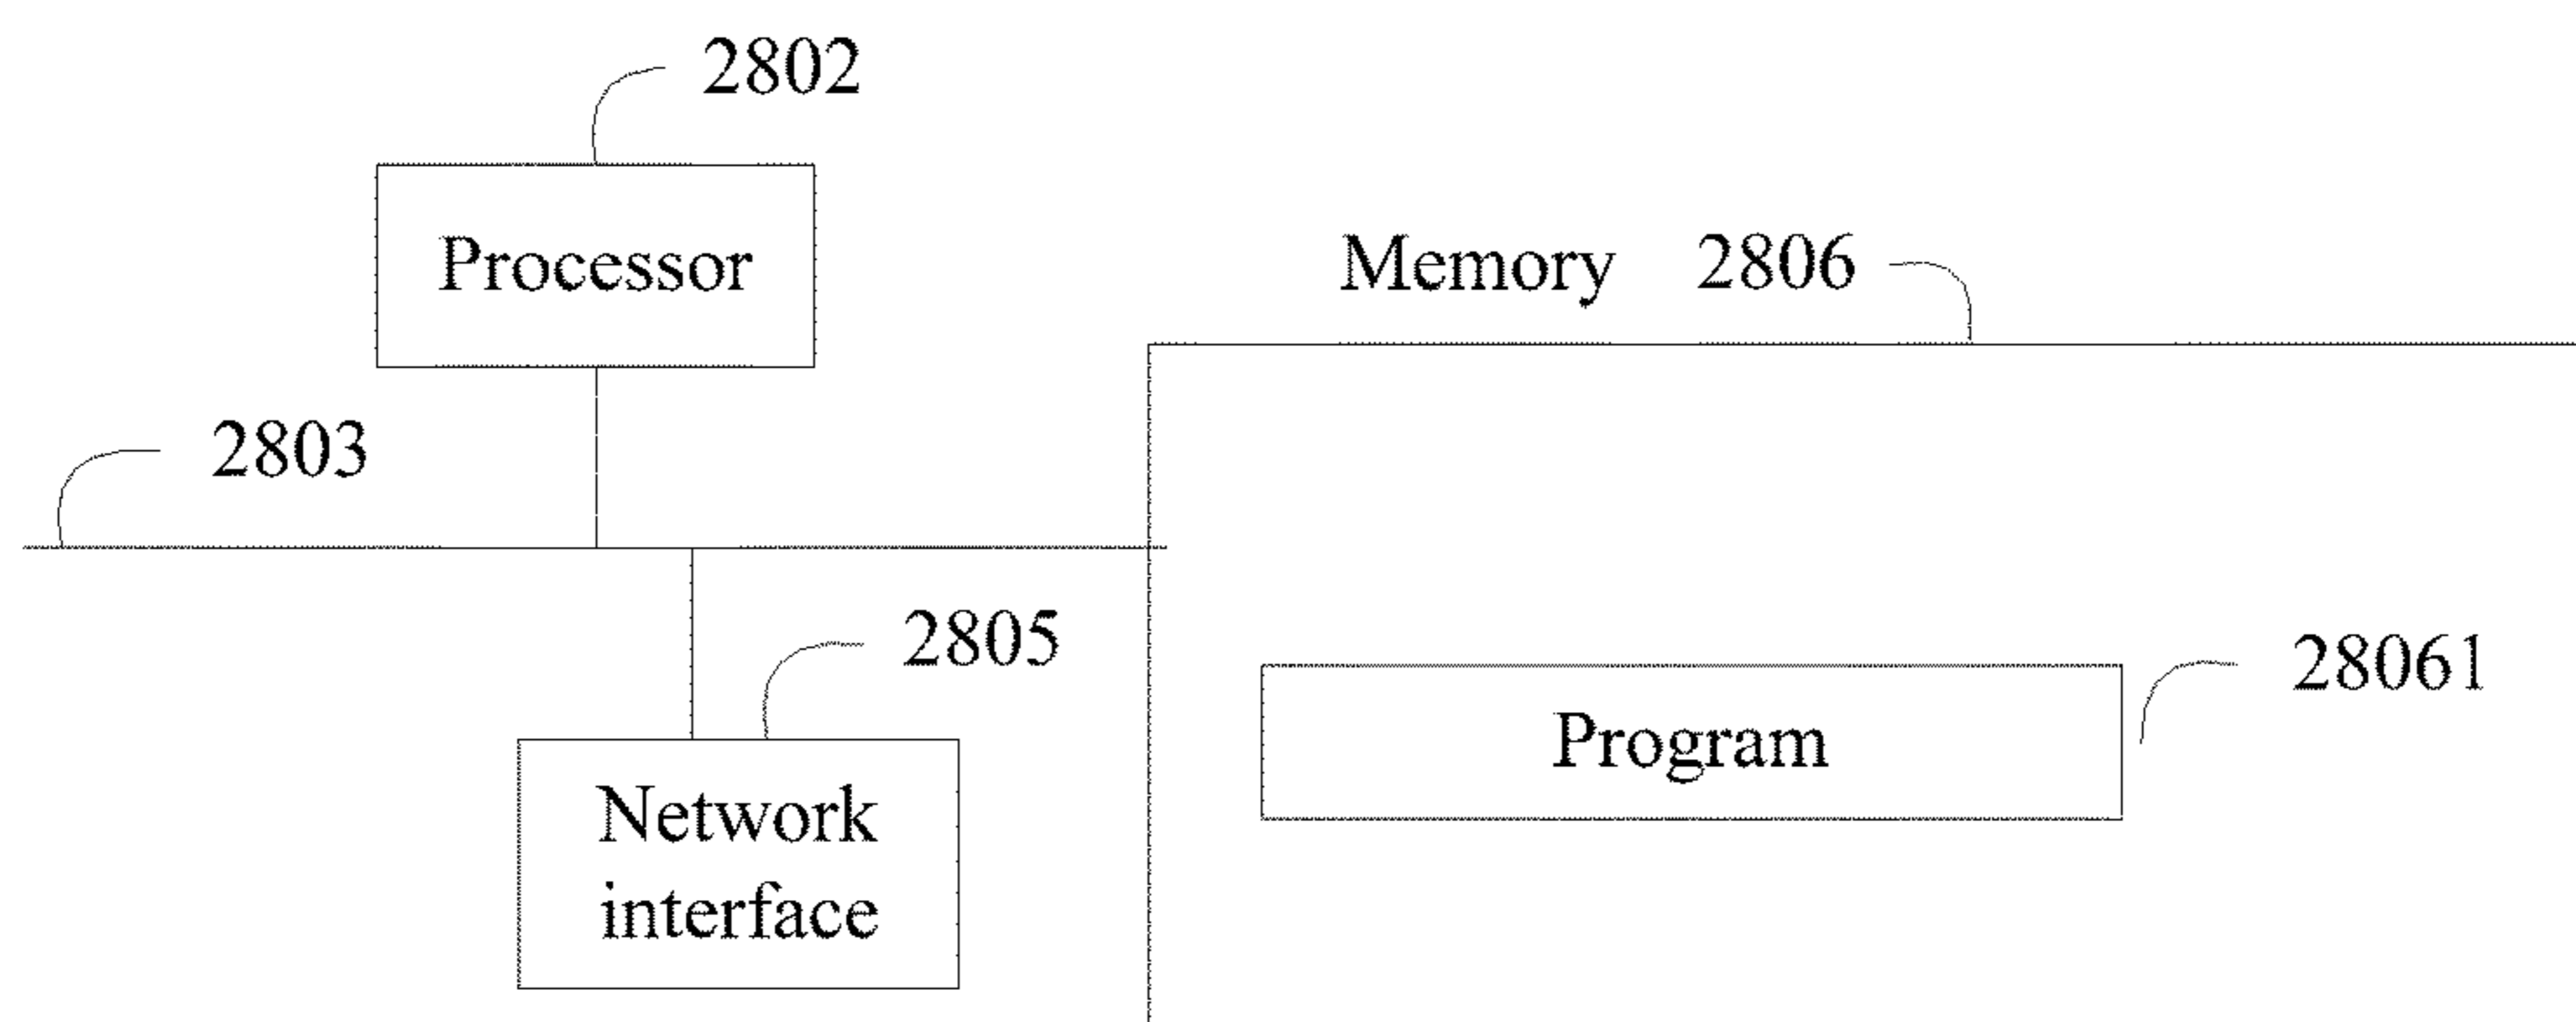 2802
Processor
Memory 2806
2803
2805
28061
Program
Network
interface